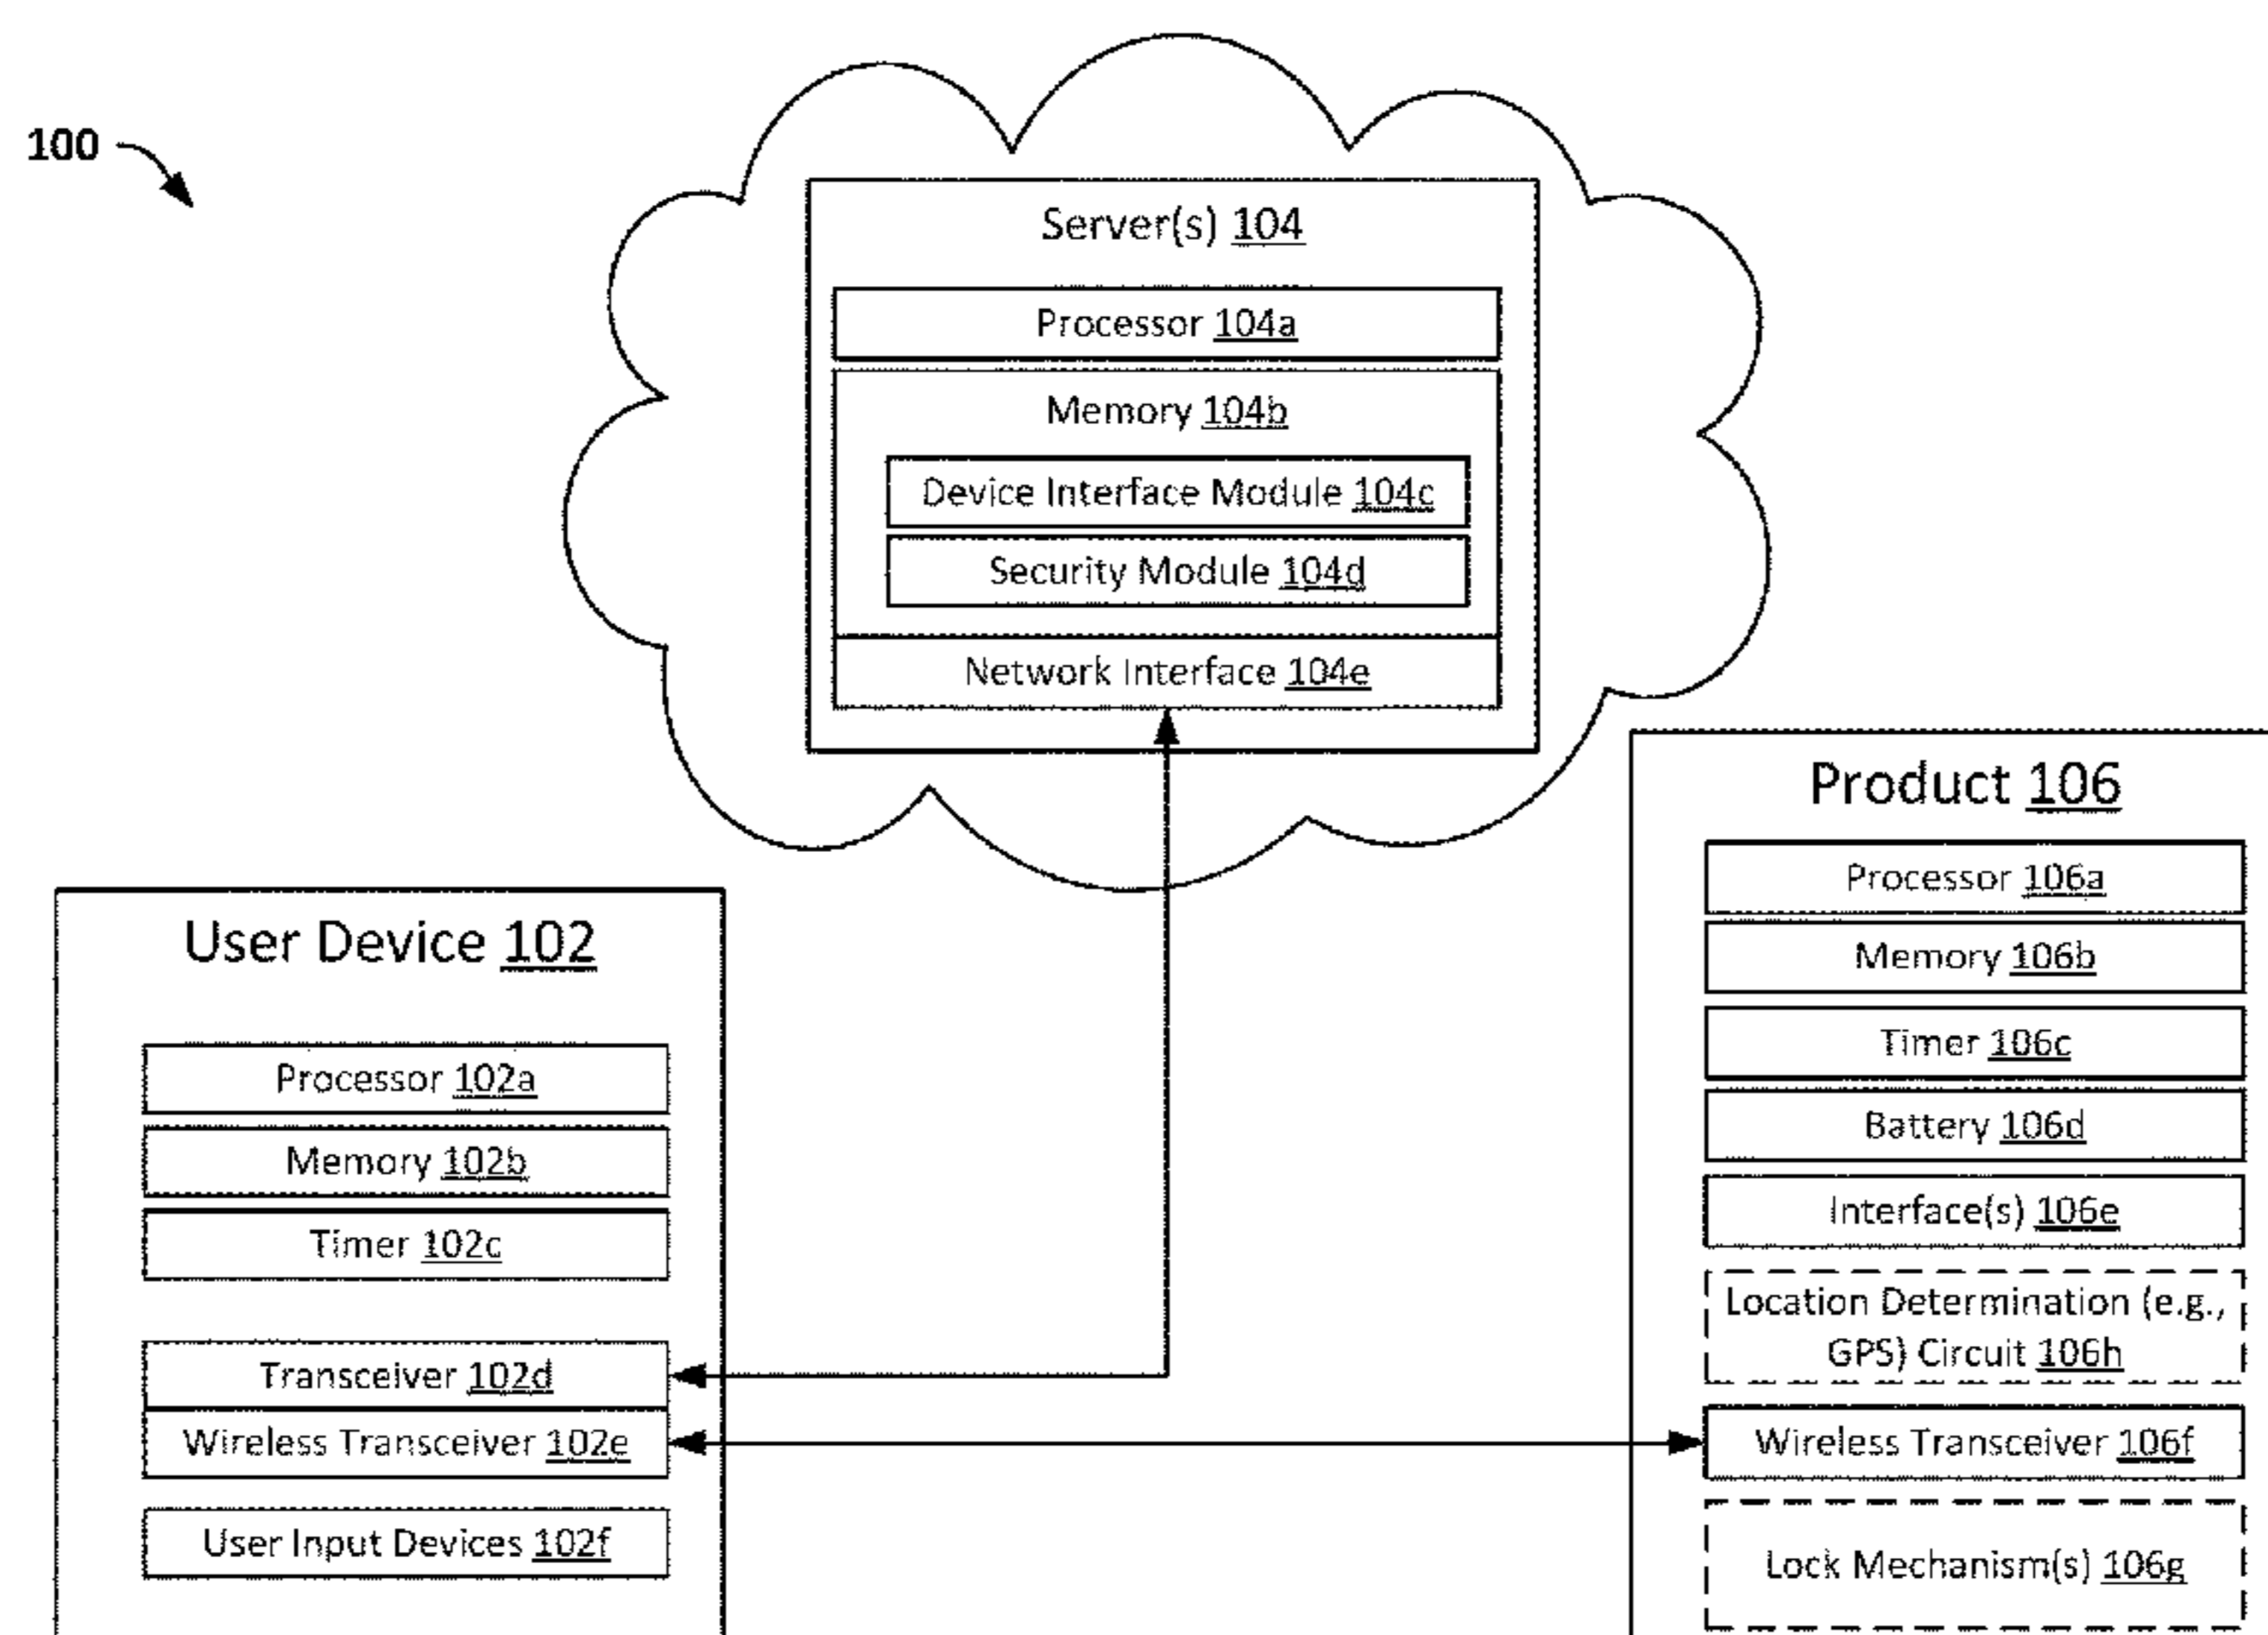 100
Server(s) 104
Processor 104a
Memory 104b
Device Interface Module 104c
Security Module 104d
Network Interface 104e
User Device 102
Processor 102a
Memory 102b
Timer 102c
Transceiver 102d
Wireless Transceiver 102e
User Input Devices 102f
Product 106
Processor 106a
Memory 106b
Timer 106c
Battery 106d
Interface(s) 106e
Location Determination (e.g.,
GPS) Circuit 106h
Wireless Transceiver 106f
Lock Mechanism(s) 106g